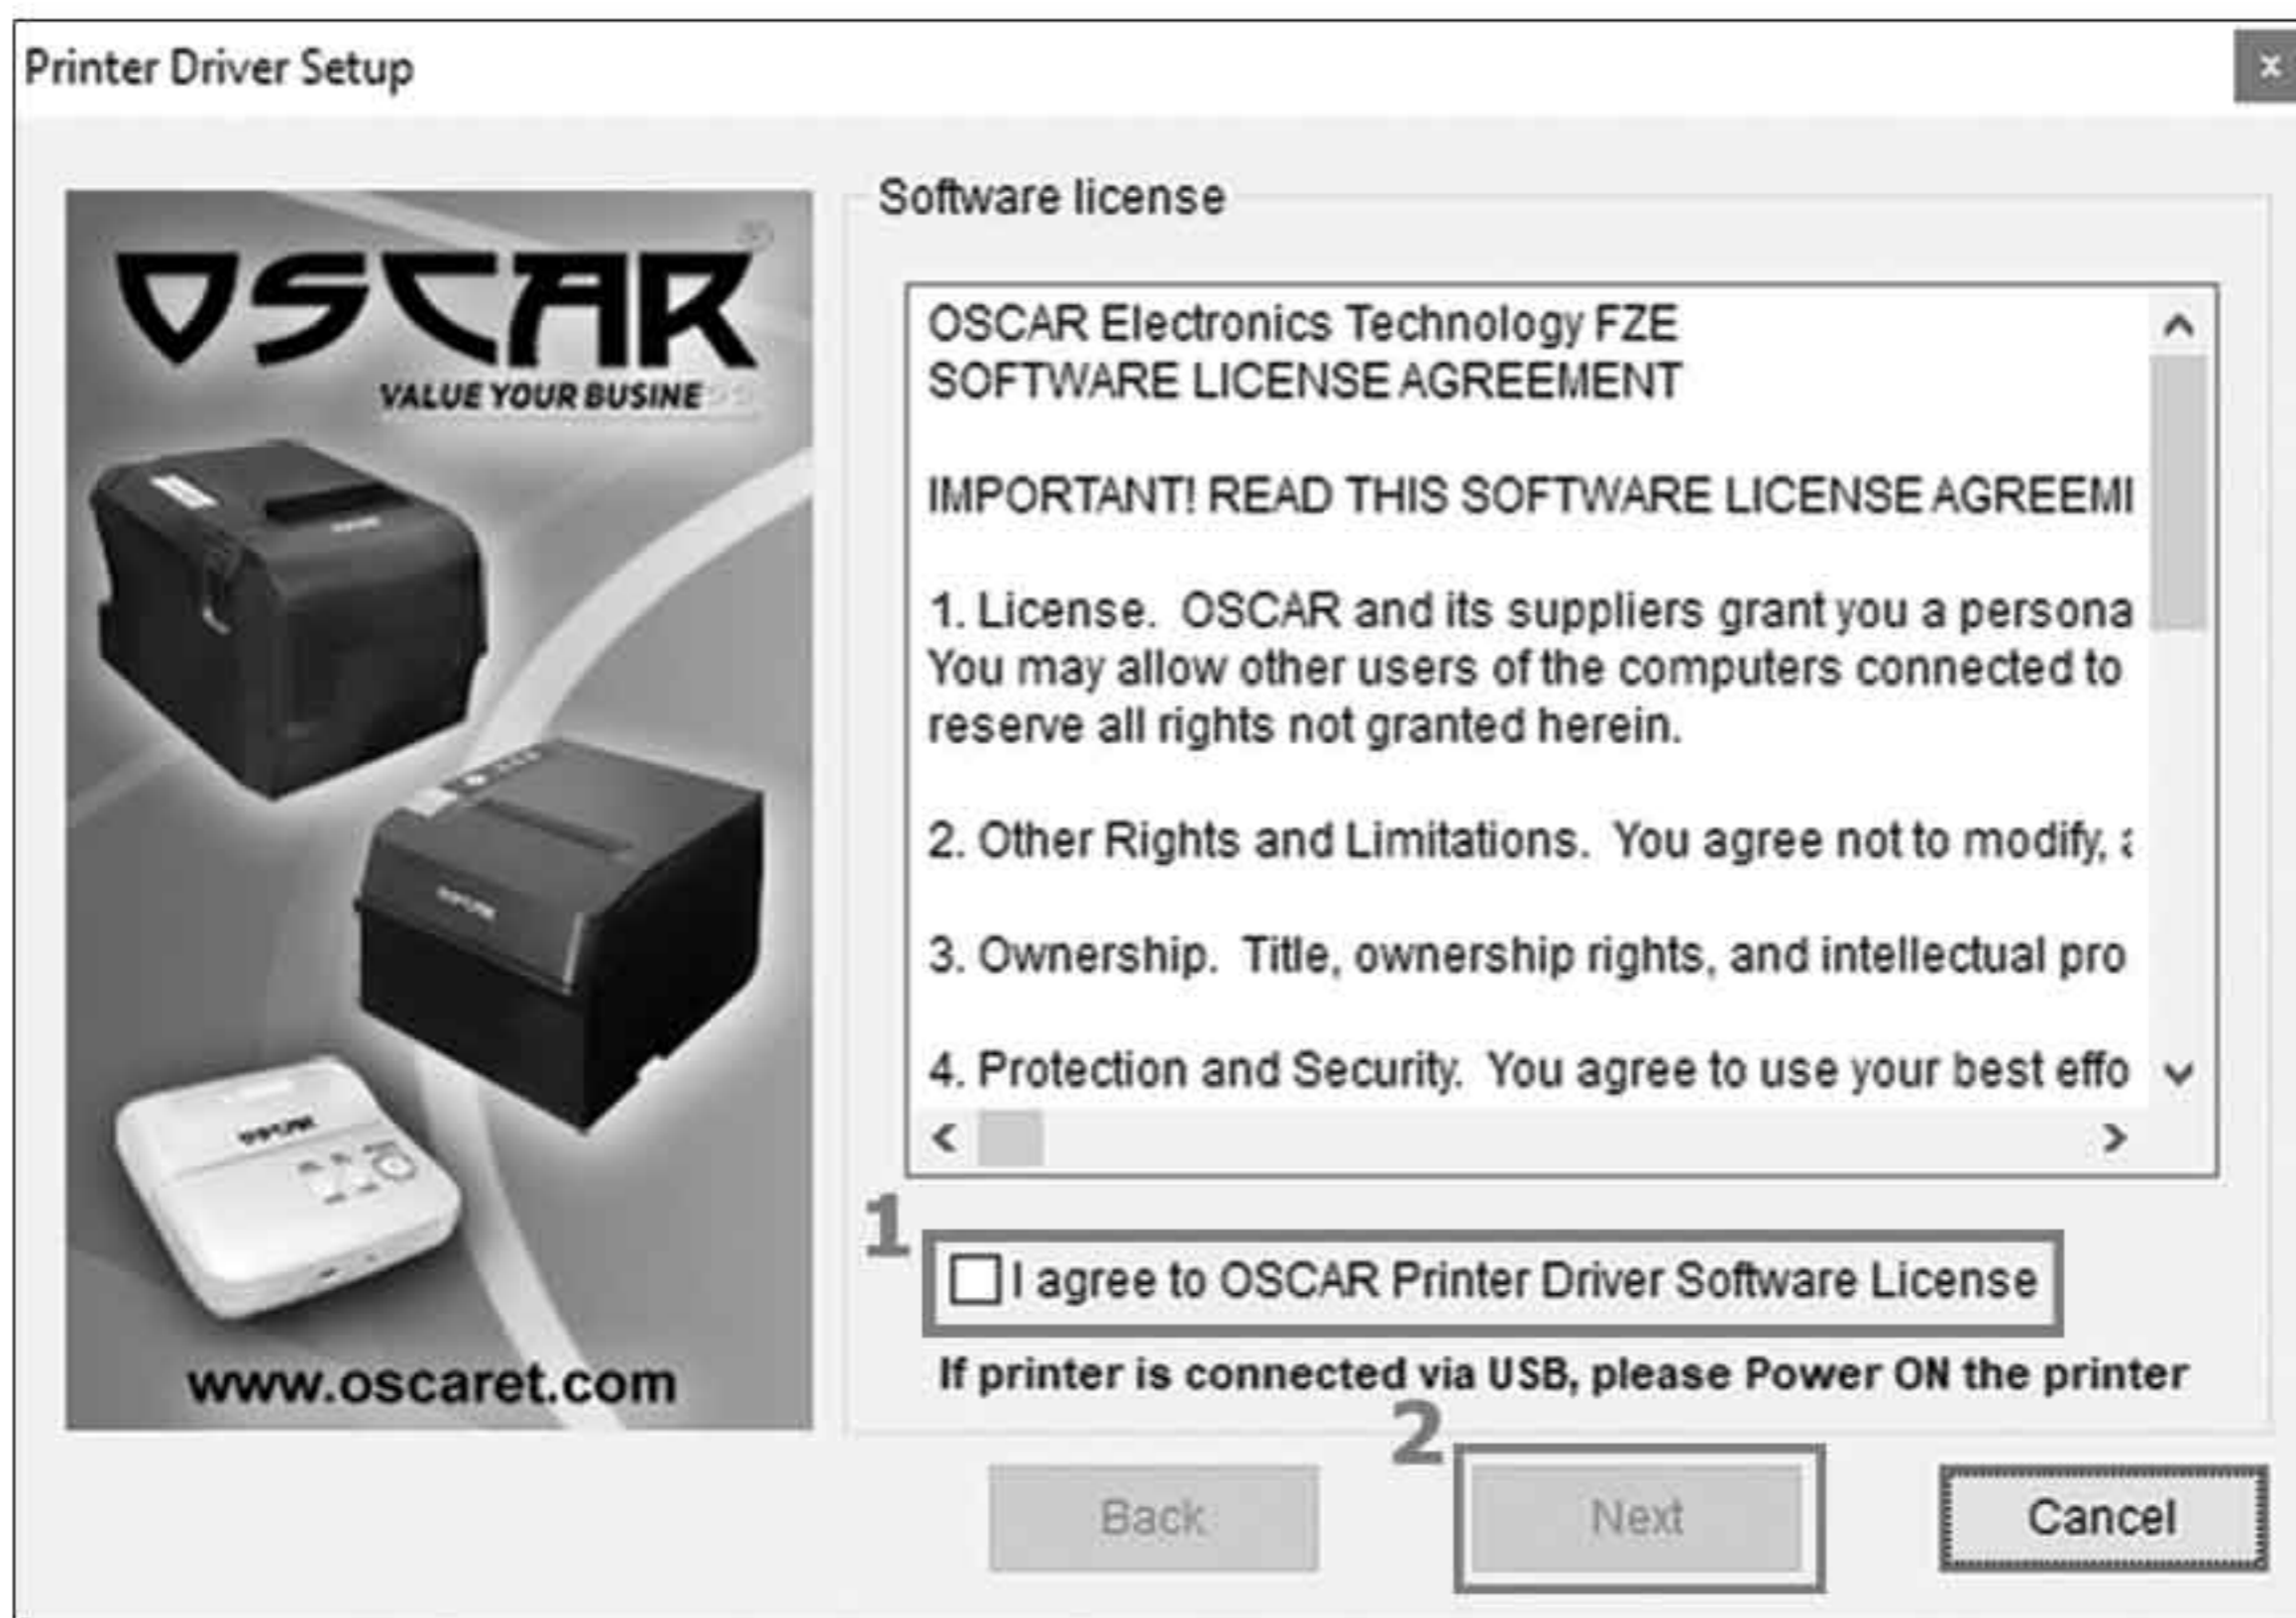 Printer Driver Setup
x
OSCAR
VALUE YOUR BUSINE
www.oscaret.com
Software license
OSCAR Electronics Technology FZE
SOFTWARE LICENSE AGREEMENT
IMPORTANT! READ THIS SOFTWARE LICENSE AGREEM
1. License. OSCAR and its suppliers grant you a persona
You may allow other users of the computers connected to
reserve all rights not granted herein.
2. Other Rights and Limitations. You agree not to modify,
3. Ownership. Title, ownership rights, and intellectual pro
4. Protection and Security. You agree to use your best effo
1
I agree to OSCAR Printer Driver Software License
If printer is connected via USB, please Power ON the printer
2
Back
Next
Cancel